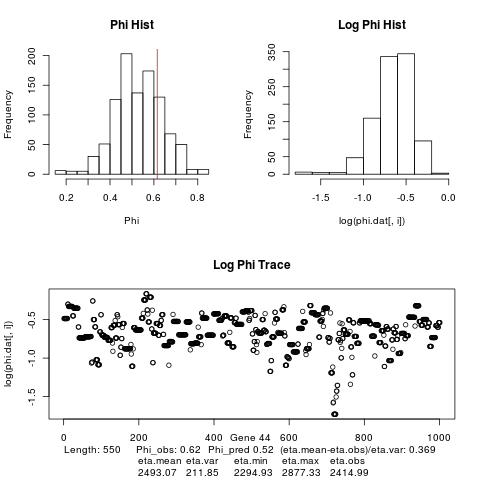 Phi Hist
Log Phi Hist
Frequency
0 50 100 150 200
0.2 0.4 0.6 0.8
Phi
Frequency
0 50 150 250 350
-1.5 -1.0 -0.5 0.0
log(phi.dat[, i])
Log Phi Trace
log(phi.dat[, i])
-0.5 -1.0 -1.5
0 200 400 600 800 1000
Gene 44
Length: 550 Phi_obs: 0.62 Phi_pred 0.52 (eta.mean-eta.obs)/eta.var: 0.369
eta.mean eta.var eta.min eta.max eta.obs
2493.07 211.85 2294.93 2877.33 2414.99